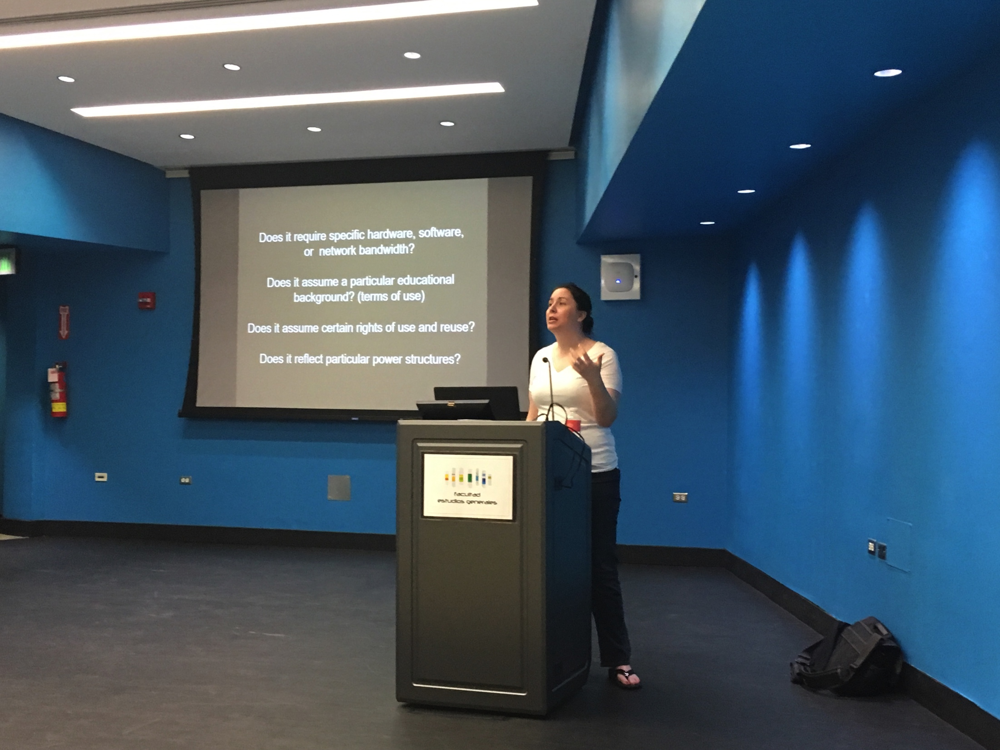 Does it require specific hardware, software,
or network bandwidth?
Does it assume a particular educational
background? (terms of use)
Does it assume certain rights of use and reuse?
Does it reflect particular power structures?
facultad
estudios generales